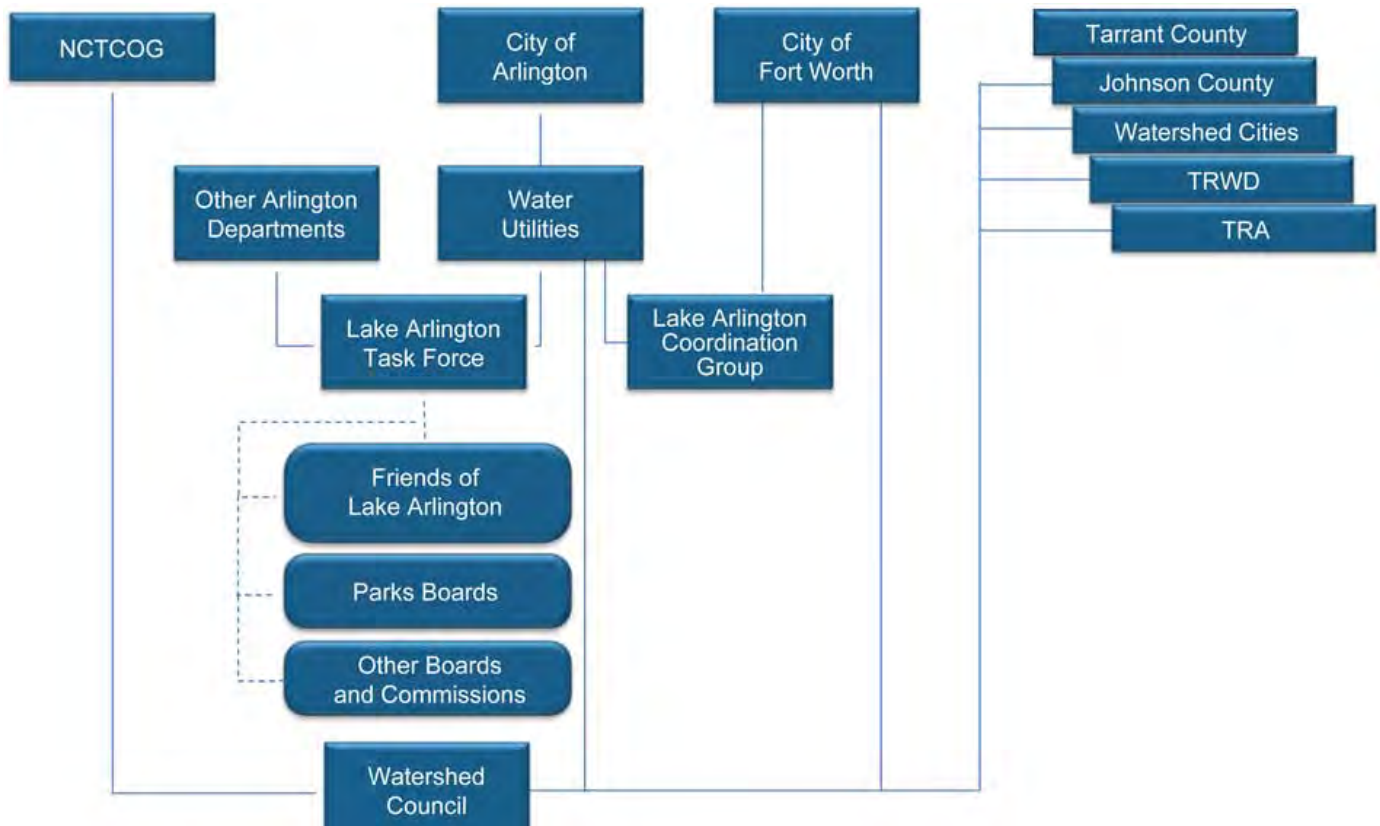 NCTCOG
City of
Arlington
City of
Fort Worth
Tarrant County
Johnson County
Watershed Cities
TRWD
TRA
Other Arlington
Departments
Water
Utilities
Lake Arlington
Task Force
Lake Arlington
Coordination
Group
Friends of
Lake Arlington
Parks Boards
Other Boards
and Commissions
Watershed
Council